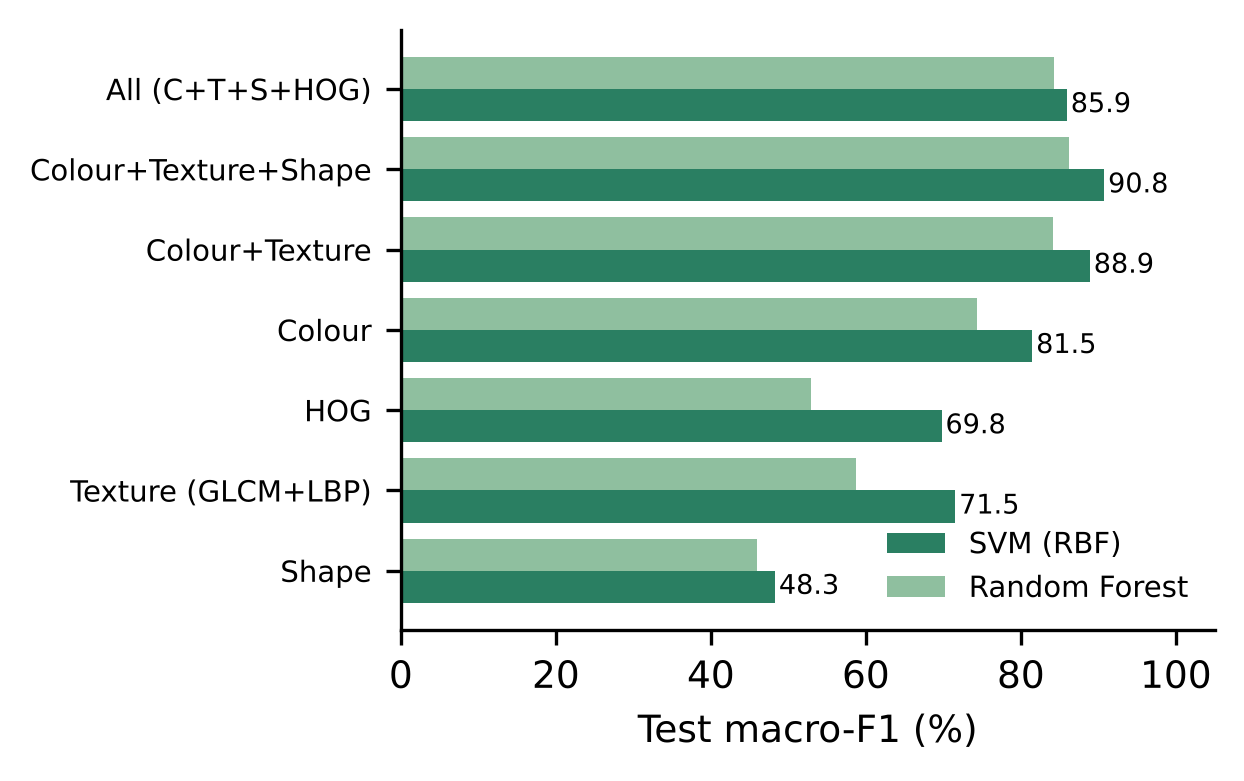 All (C+T+S+HOG)
85.9
Colour+Texture+Shape
90.8
Colour+Texture
88.9
Colour
81.5
HOG
69.8
Texture (GLCM+LBP)
71.5
Shape
48.3
SVM (RBF)
Random Forest
0 20 40 60 80 100
Test macro-F1 (%)